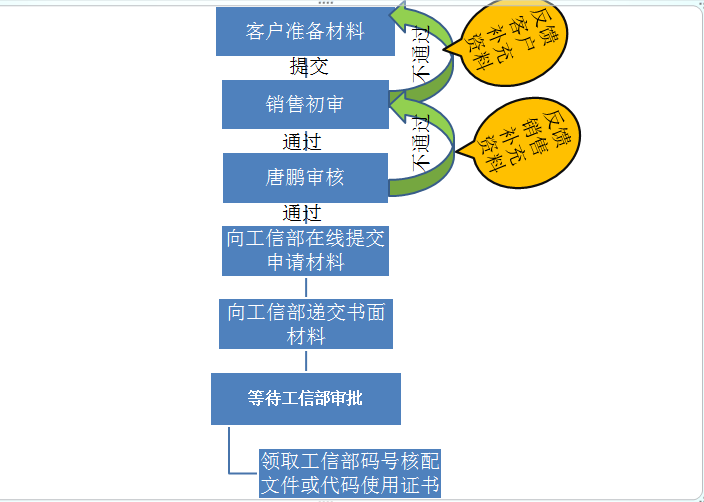 客户准备材料
提交
销售初审
通过
唐鹏审核
通过
向工信部在线提交
申请材料
向工信部递交书面
材料
等待工信部审批
领取工信部码号核配
文件或代码使用证书
不通过
反馈
客户
补充
资料
不通过
反馈
销售
补充
资料